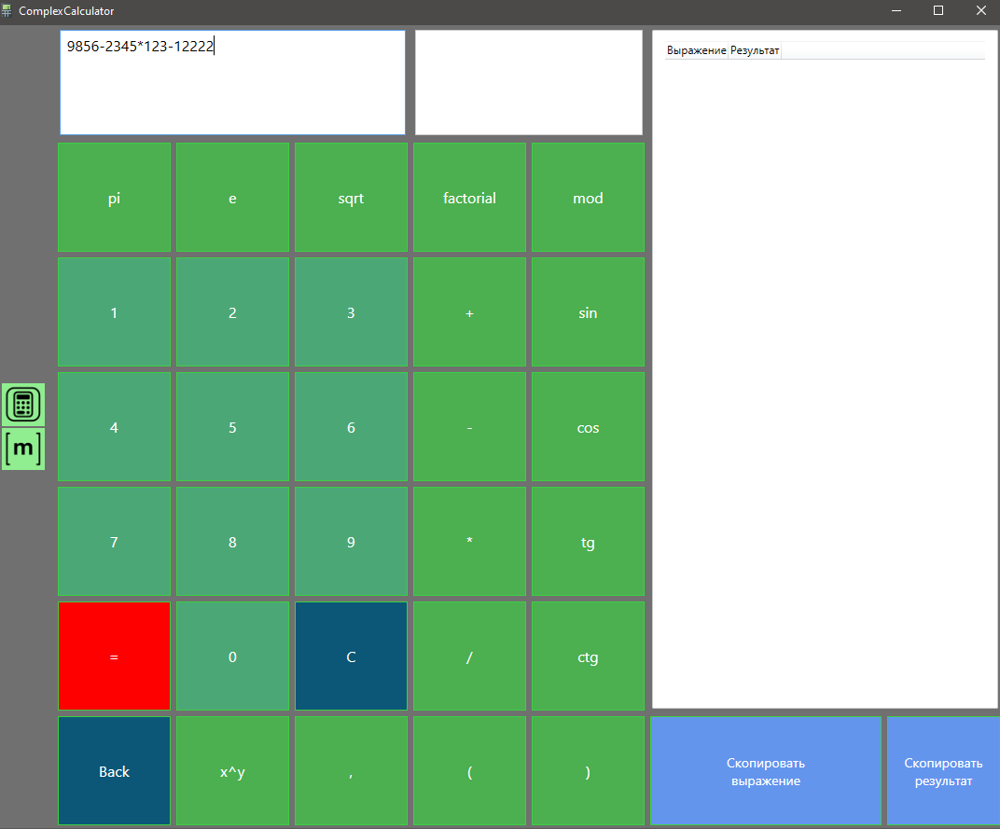 ComplexCalculator
9856-2345*123-12222
Выражение Результат
pi e sqrt factorial mod
1 2 3 + sin
4 5 6 - cos
[m]
7 8 9 * tg
= 0 C / ctg
Back x^y , ( )
Скопировать
выражение
Скопировать
результат